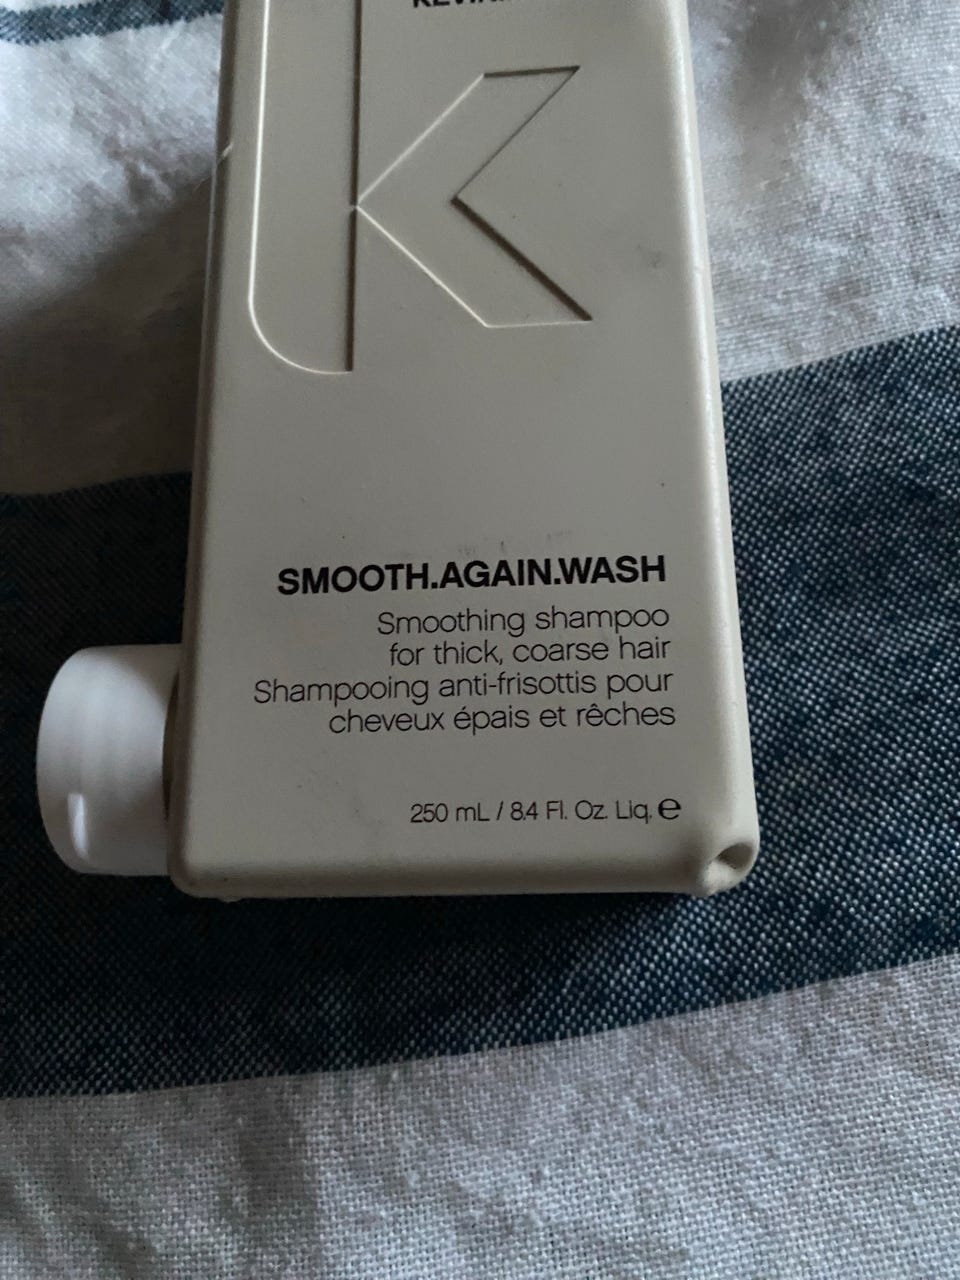 SMOOTH.AGAIN.WASH
Smoothing shampoo
for thick, coarse hair
Shampooing anti-frisottis pour
cheveux épais et rêches
250 mL / 8.4 Fl. Oz. Liq. e